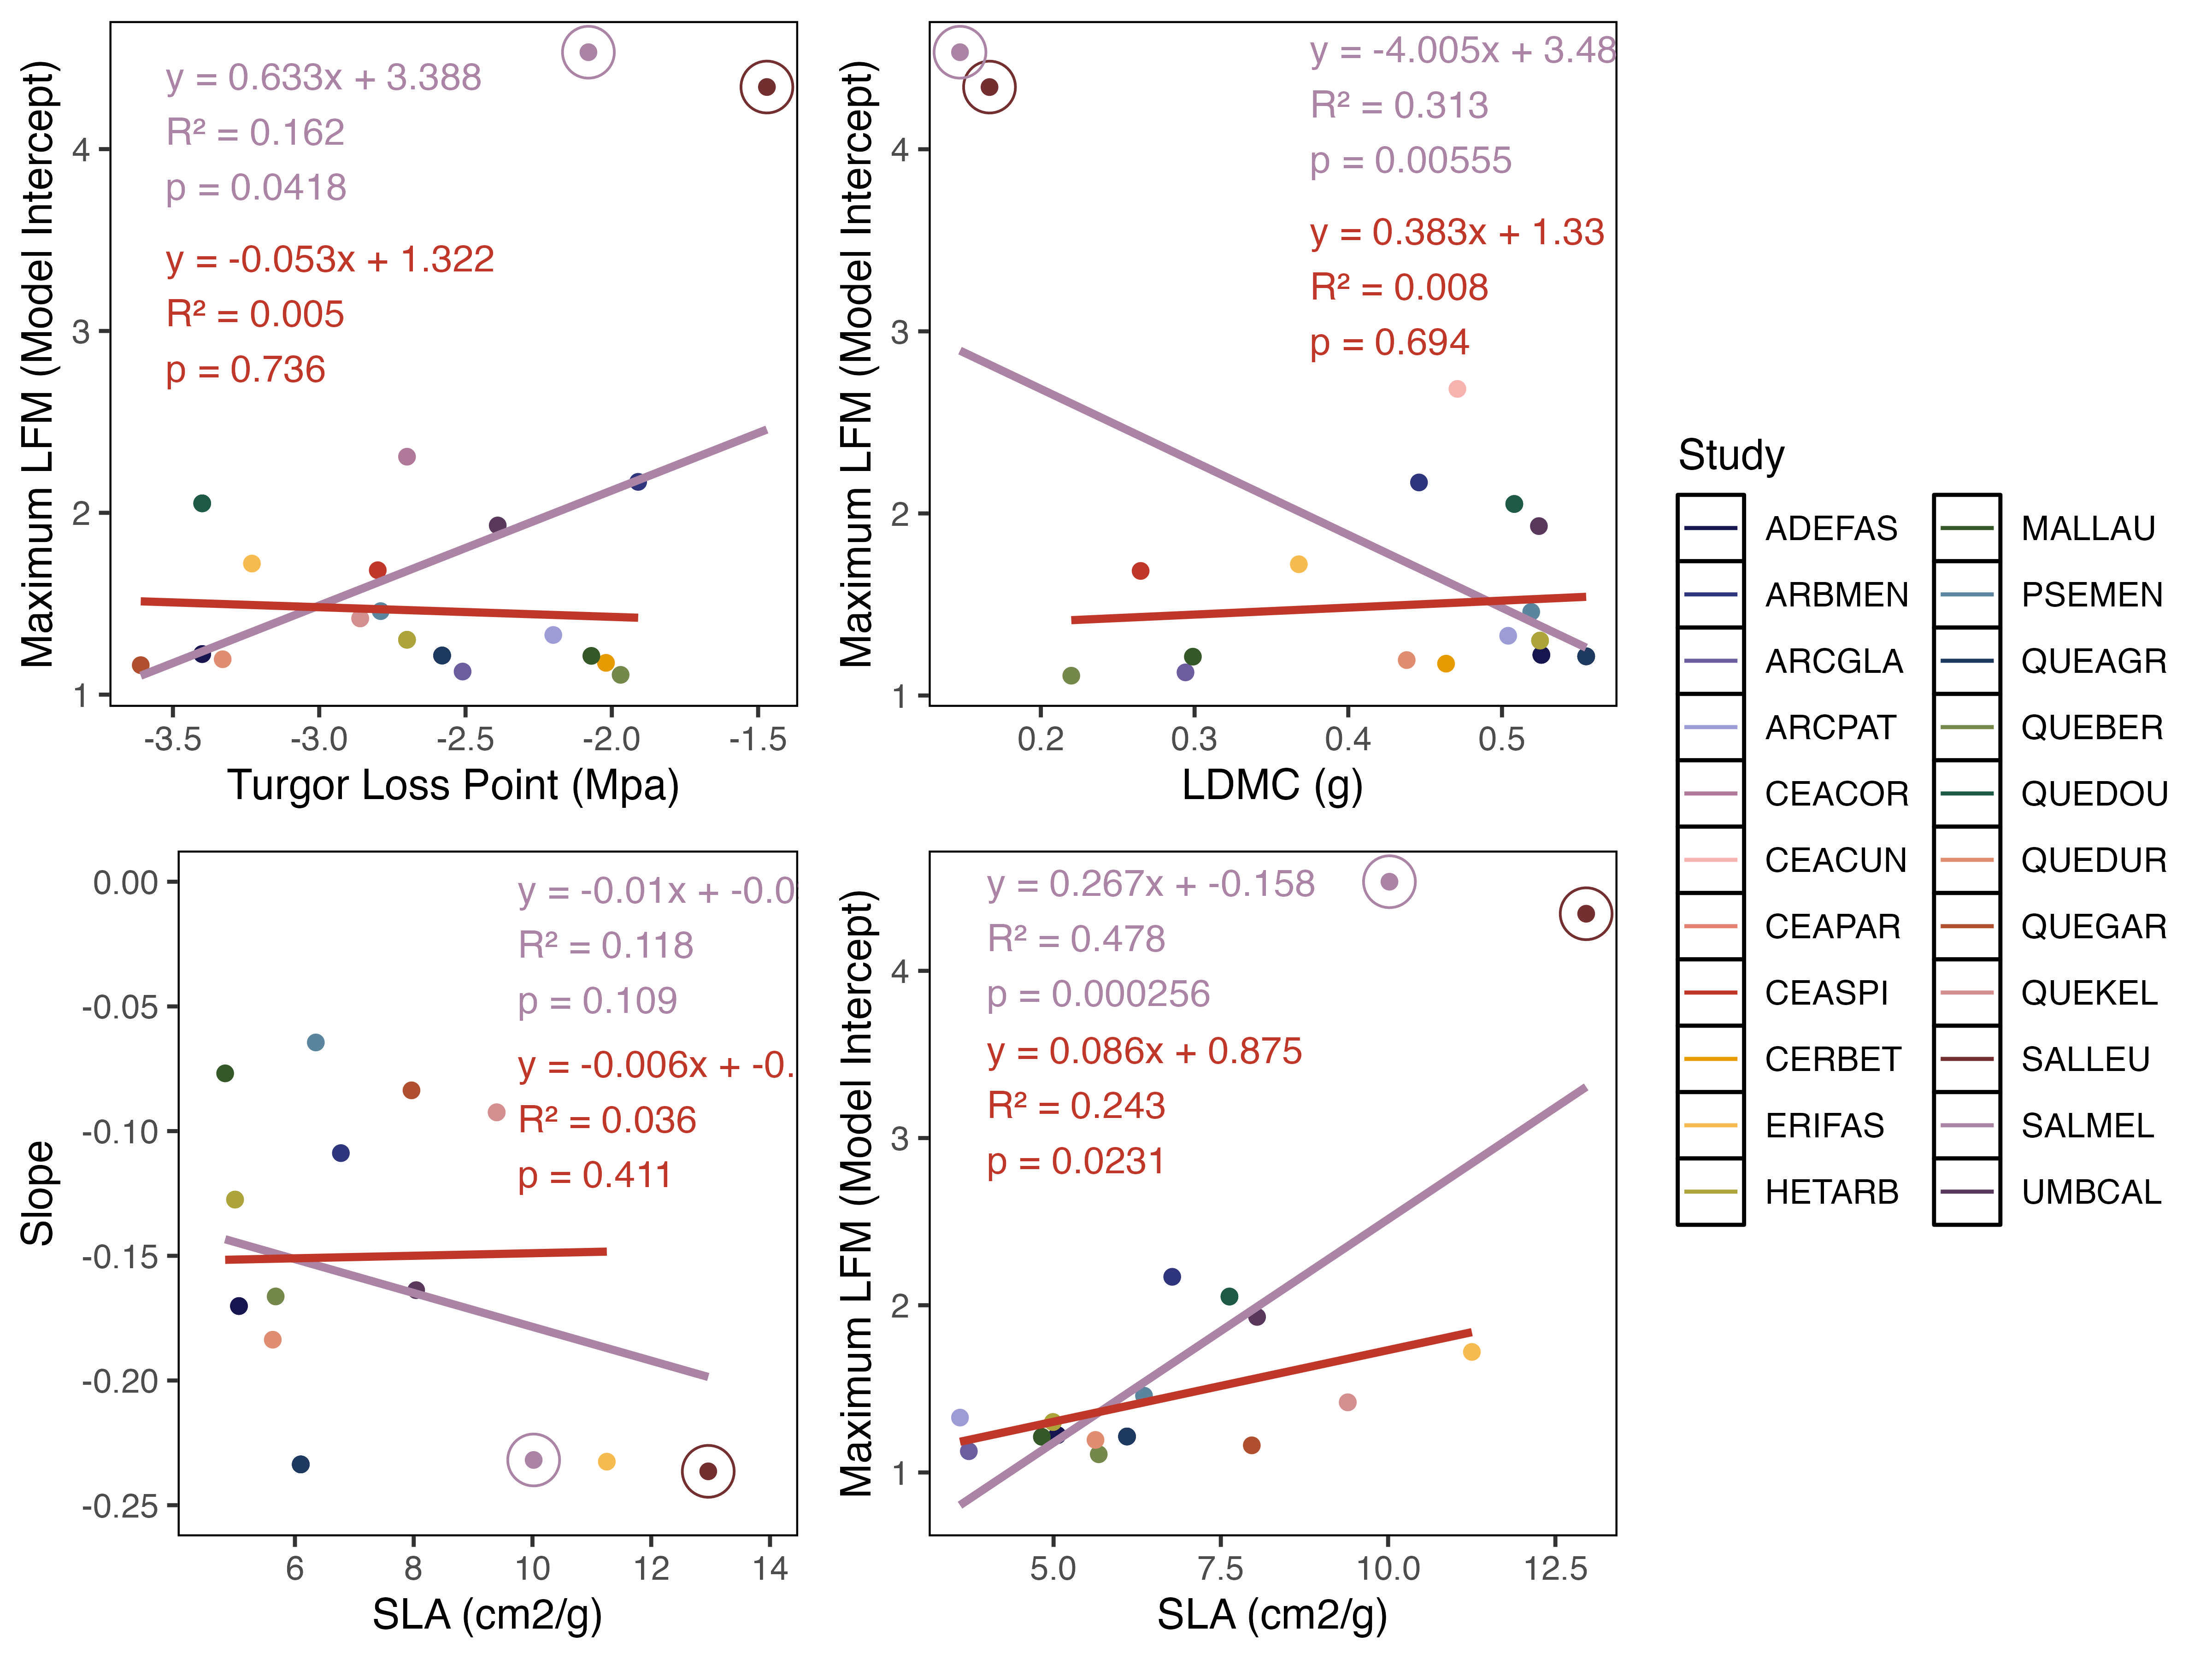 y = 0.633x + 3.388
R² = 0.162
p = 0.0418
y = -0.053x + 1.322
R² = 0.005
p = 0.736
Maximum LFM (Model Intercept)
4
3
2
1
-3.5 -3.0 -2.5 -2.0 -1.5
Turgor Loss Point (Mpa)
y = -4.005x + 3.48
R² = 0.313
p = 0.00555
y = 0.383x + 1.33
R² = 0.008
p = 0.694
Maximum LFM (Model Intercept)
4
3
2
1
0.2 0.3 0.4 0.5
LDMC (g)
y = -0.01x + -0.0
R² = 0.118
p = 0.109
y = -0.006x + -0.
R² = 0.036
p = 0.411
Slope
0.00
-0.05
-0.10
-0.15
-0.20
-0.25
6 8 10 12 14
SLA (cm2/g)
y = 0.267x + -0.158
R² = 0.478
p = 0.000256
y = 0.086x + 0.875
R² = 0.243
p = 0.0231
Maximum LFM (Model Intercept)
4
3
2
1
5.0 7.5 10.0 12.5
SLA (cm2/g)
Study
ADEFAS
ARBMEN
ARCGLA
ARCPAT
CEACOR
CEACUN
CEAPAR
CEASPI
CERBET
ERIFAS
HETARB
MALLAU
PSEMEN
QUEAGR
QUEBER
QUEDOU
QUEDUR
QUEGAR
QUEKEL
SALLEU
SALMEL
UMBCAL